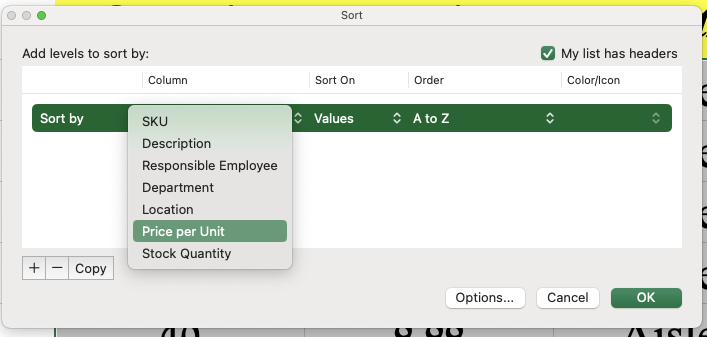 Sort
Add levels to sort by:
My list has headers
Column Sort On Order Color/Icon
Sort by Values A to Z
SKU
Description
Responsible Employee
Department
Location
Price per Unit
Stock Quantity
+ − Copy
Options... Cancel OK